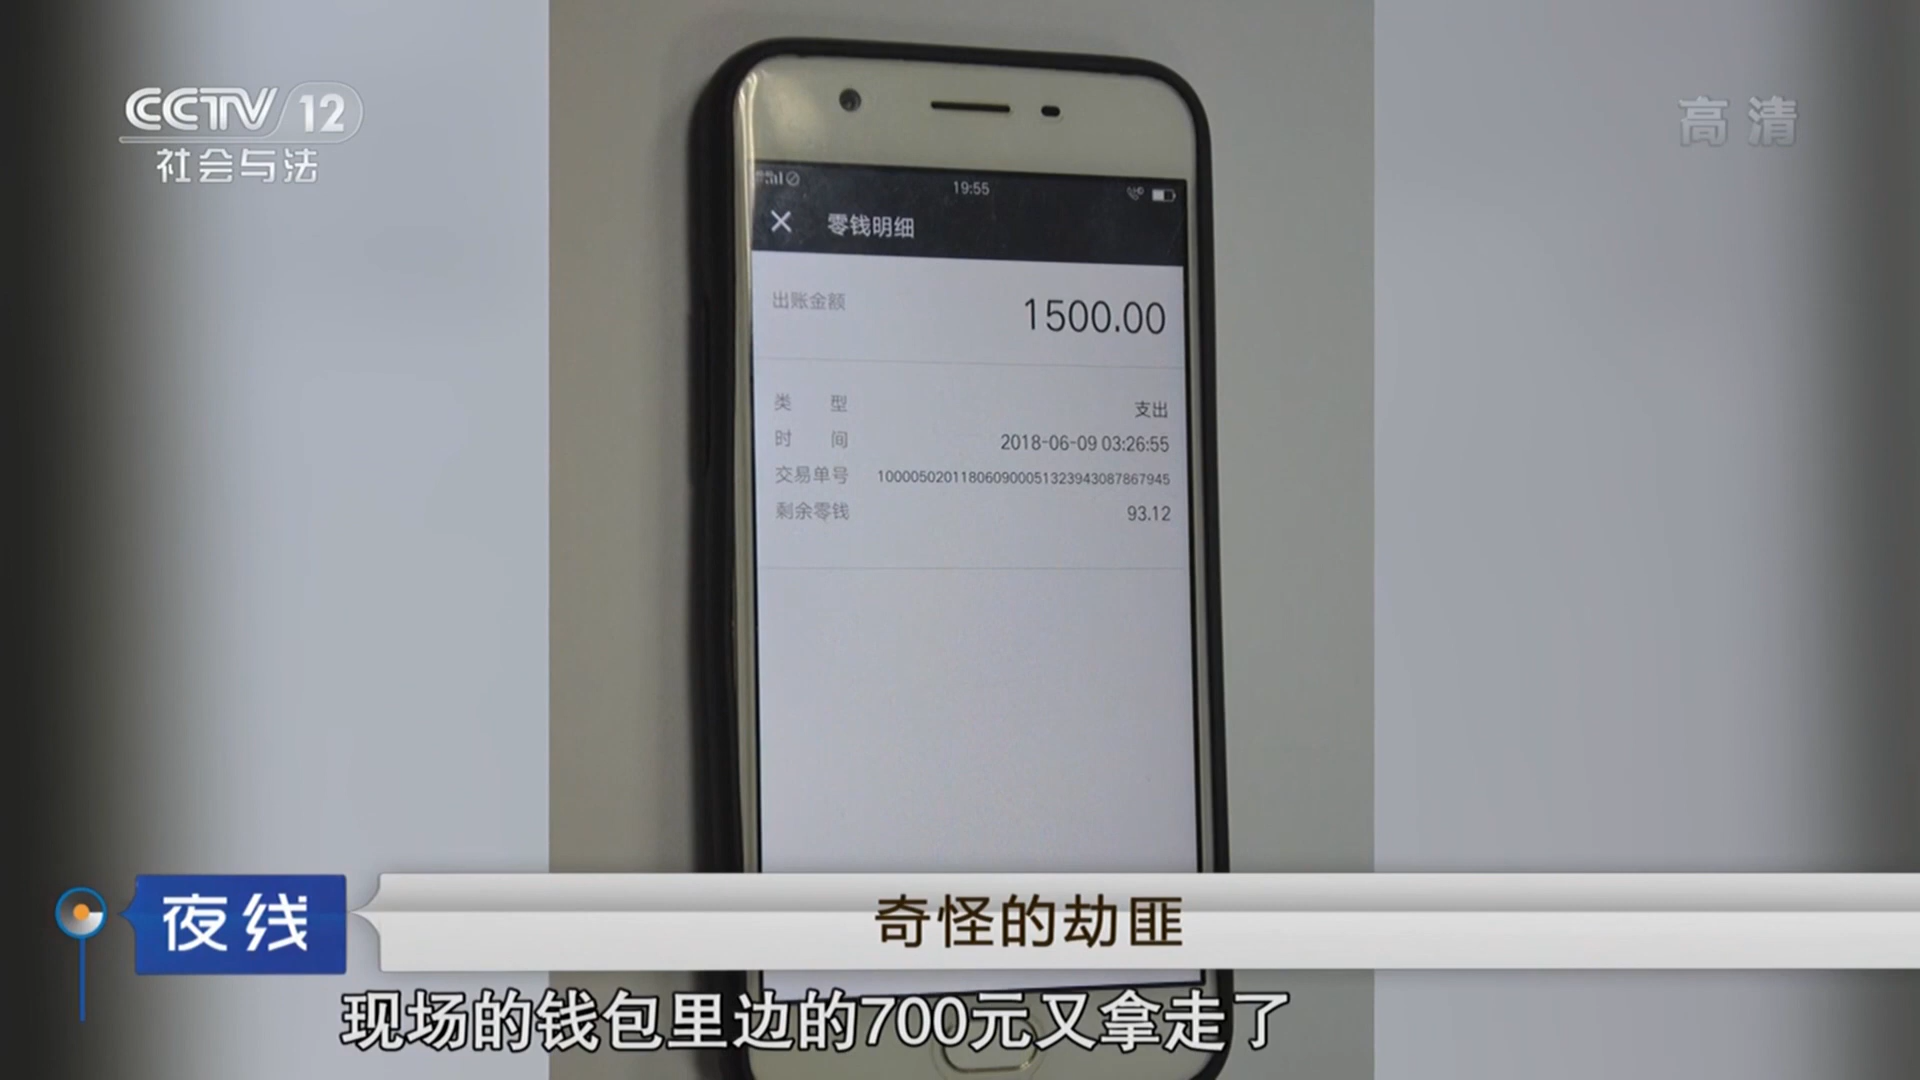 CCTV 12
社会与法
高清
19:55
零钱明细
出账金额 1500.00
类 型 支出
时 间 2018-06-09 03:26:55
交易单号 1000050201180609000513239430878​67945
剩余零钱 93.12
夜线 奇怪的劫匪
现场的钱包里边的700元又拿走了